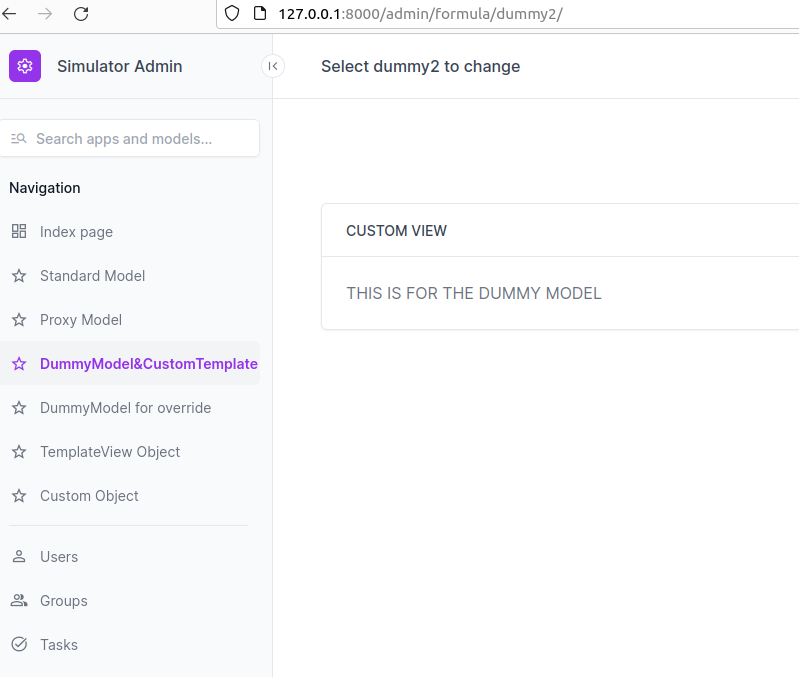 127.0.0.1:8000/admin/formula/dummy2/
Simulator Admin
Select dummy2 to change
Search apps and models...
Navigation
Index page
Standard Model
Proxy Model
DummyModel&CustomTemplate
DummyModel for override
TemplateView Object
Custom Object
Users
Groups
Tasks
CUSTOM VIEW
THIS IS FOR THE DUMMY MODEL